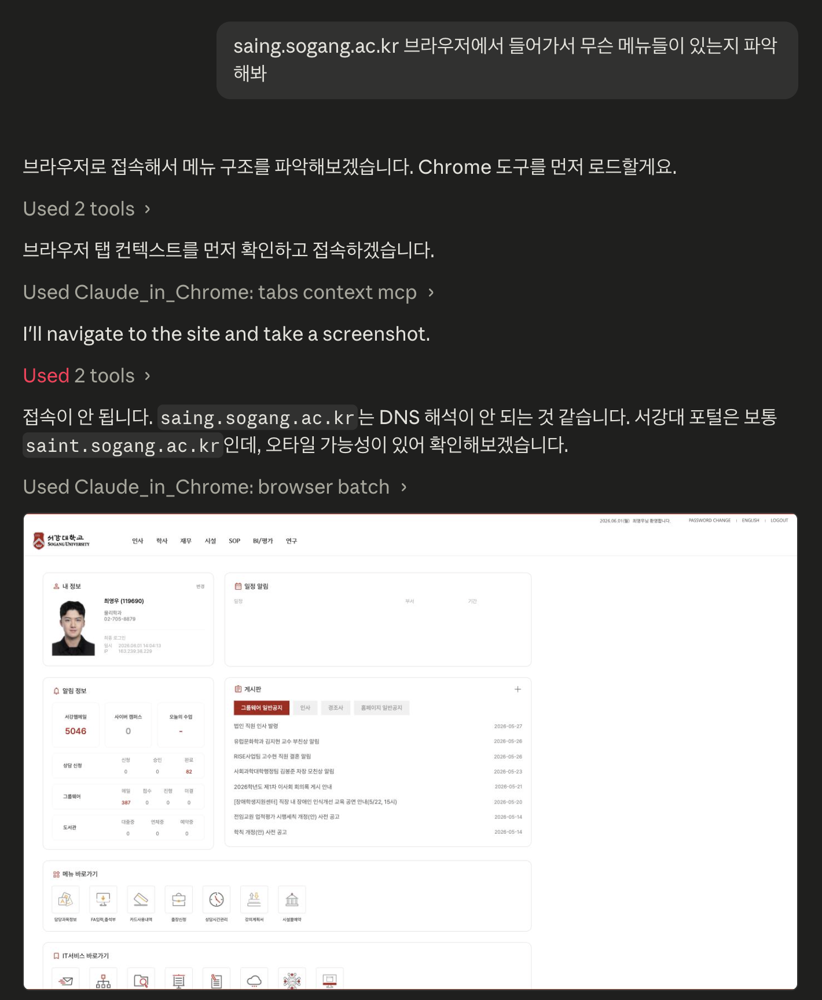 saing.sogang.ac.kr 브라우저에서 들어가서 무슨 메뉴들이 있는지 파악
해봐
브라우저로 접속해서 메뉴 구조를 파악해보겠습니다. Chrome 도구를 먼저 로드할게요.
Used 2 tools >
브라우저 탭 컨텍스트를 먼저 확인하고 접속하겠습니다.
Used Claude_in_Chrome: tabs context mcp >
I'll navigate to the site and take a screenshot.
Used 2 tools >
접속이 안 됩니다. saing.sogang.ac.kr는 DNS 해석이 안 되는 것 같습니다. 서강대 포털은 보통
saint.sogang.ac.kr인데, 오타일 가능성이 있어 확인해보겠습니다.
Used Claude_in_Chrome: browser batch >
2026.06.01(월) 최영우님 환영합니다. PASSWORD CHANGE | ENGLISH | LOGOUT
서강대학교
SOGANG UNIVERSITY
인사 학사 재무 시설 SOP BI/평가 연구
내 정보 변경
최영우 (119690)
물리학과
02-705-8879
최종 로그인
일시 2026.06.01 14:04:13
IP 163.239.38.229
일정 알림
일정 부서 기간
알림 정보
서강웹메일 사이버 캠퍼스 오늘의 수업
5046 0 -
상담 신청 신청 승인 완료
0 0 82
그룹웨어 메일 접수 진행 미결
387 0 0 0
도서관 대출중 연체중 예약중
0 0 0
게시판 +
그룹웨어 일반공지 인사 경조사 홈페이지 일반공지
법인 직원 인사 발령 2026-05-27
유럽문화학과 김지현 교수 부친상 알림 2026-05-26
RISE사업팀 고수현 직원 결혼 알림 2026-05-26
사회과학대학행정팀 김봉준 차장 모친상 알림 2026-05-23
2026학년도 제1차 이사회 회의록 게시 안내 2026-05-21
[장애학생지원센터] 직장 내 장애인 인식개선 교육 공연 안내(5/22, 15시) 2026-05-20
전임교원 업적평가 시행세칙 개정(안) 사전 공고 2026-05-14
학칙 개정(안) 사전 공고 2026-05-14
메뉴 바로가기
담당과목정보 FA입력,출석부 카드사용내역 출장신청 상담시간관리 강의계획서 시설물예약
IT서비스 바로가기